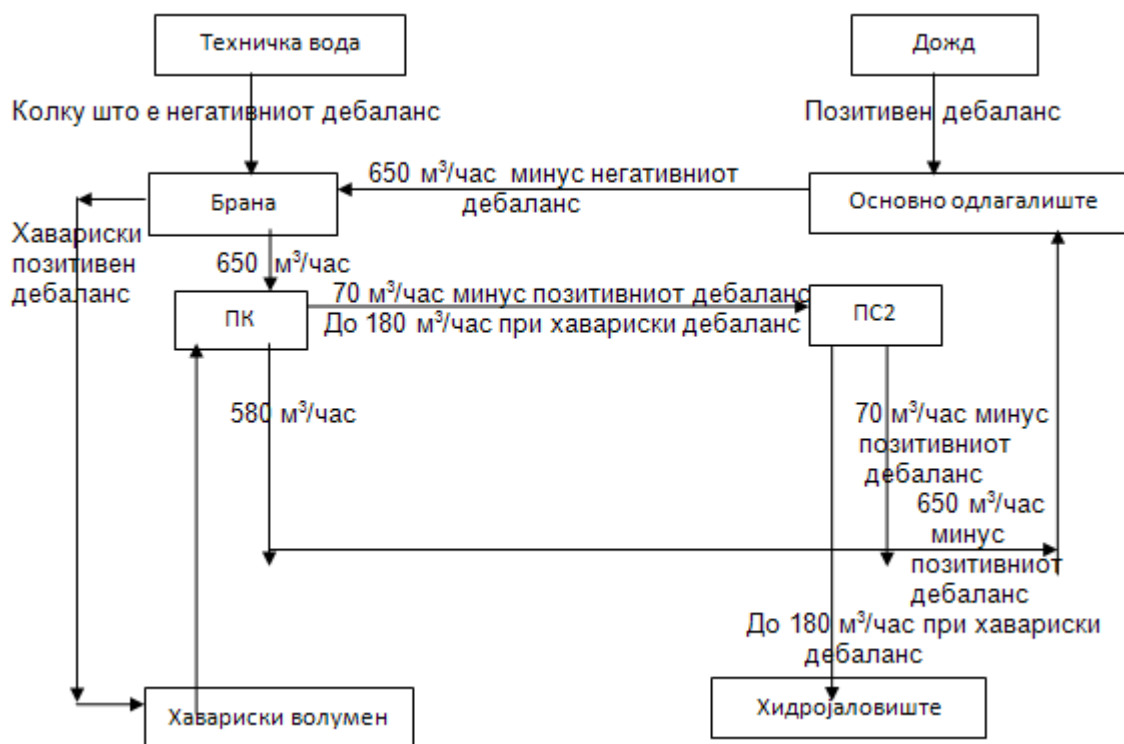 Техничка вода
Дожд
Колку што е негативниот дебаланс
Позитивен дебаланс
650 м³/час минус негативниот
дебаланс
Брана
Основно одлагалиште
Хавариски
позитивен
дебаланс
650 м³/час
70 м³/час минус позитивниот дебаланс
До 180 м³/час при хавариски дебаланс
ПК
ПС2
580 м³/час
70 м³/час минус
позитивниот
дебаланс
650 м³/час
минус
позитивниот
дебаланс
До 180 м³/час при хавариски
дебаланс
Хавариски волумен
Хидројаловиште